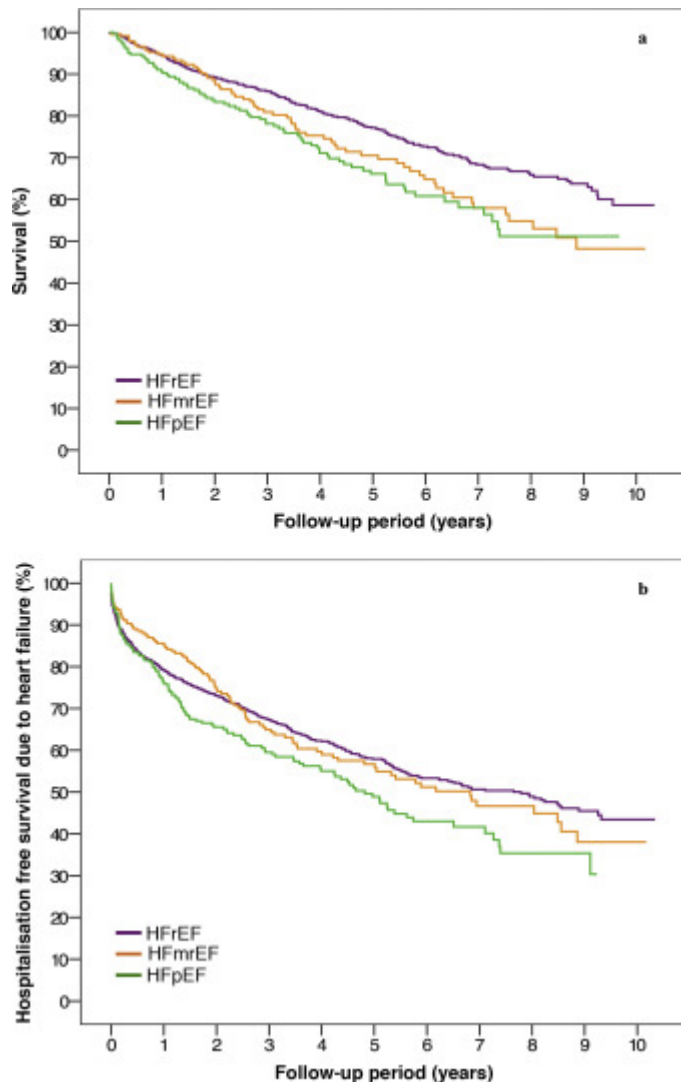 a
Survival (%)
100
90
80
70
60
50
40
30
20
10
0
HFrEF
HFmrEF
HFpEF
0 1 2 3 4 5 6 7 8 9 10
Follow-up period (years)
b
Hospitalisation free survival due to heart failure (%)
100
90
80
70
60
50
40
30
20
10
0
HFrEF
HFmrEF
HFpEF
0 1 2 3 4 5 6 7 8 9 10
Follow-up period (years)